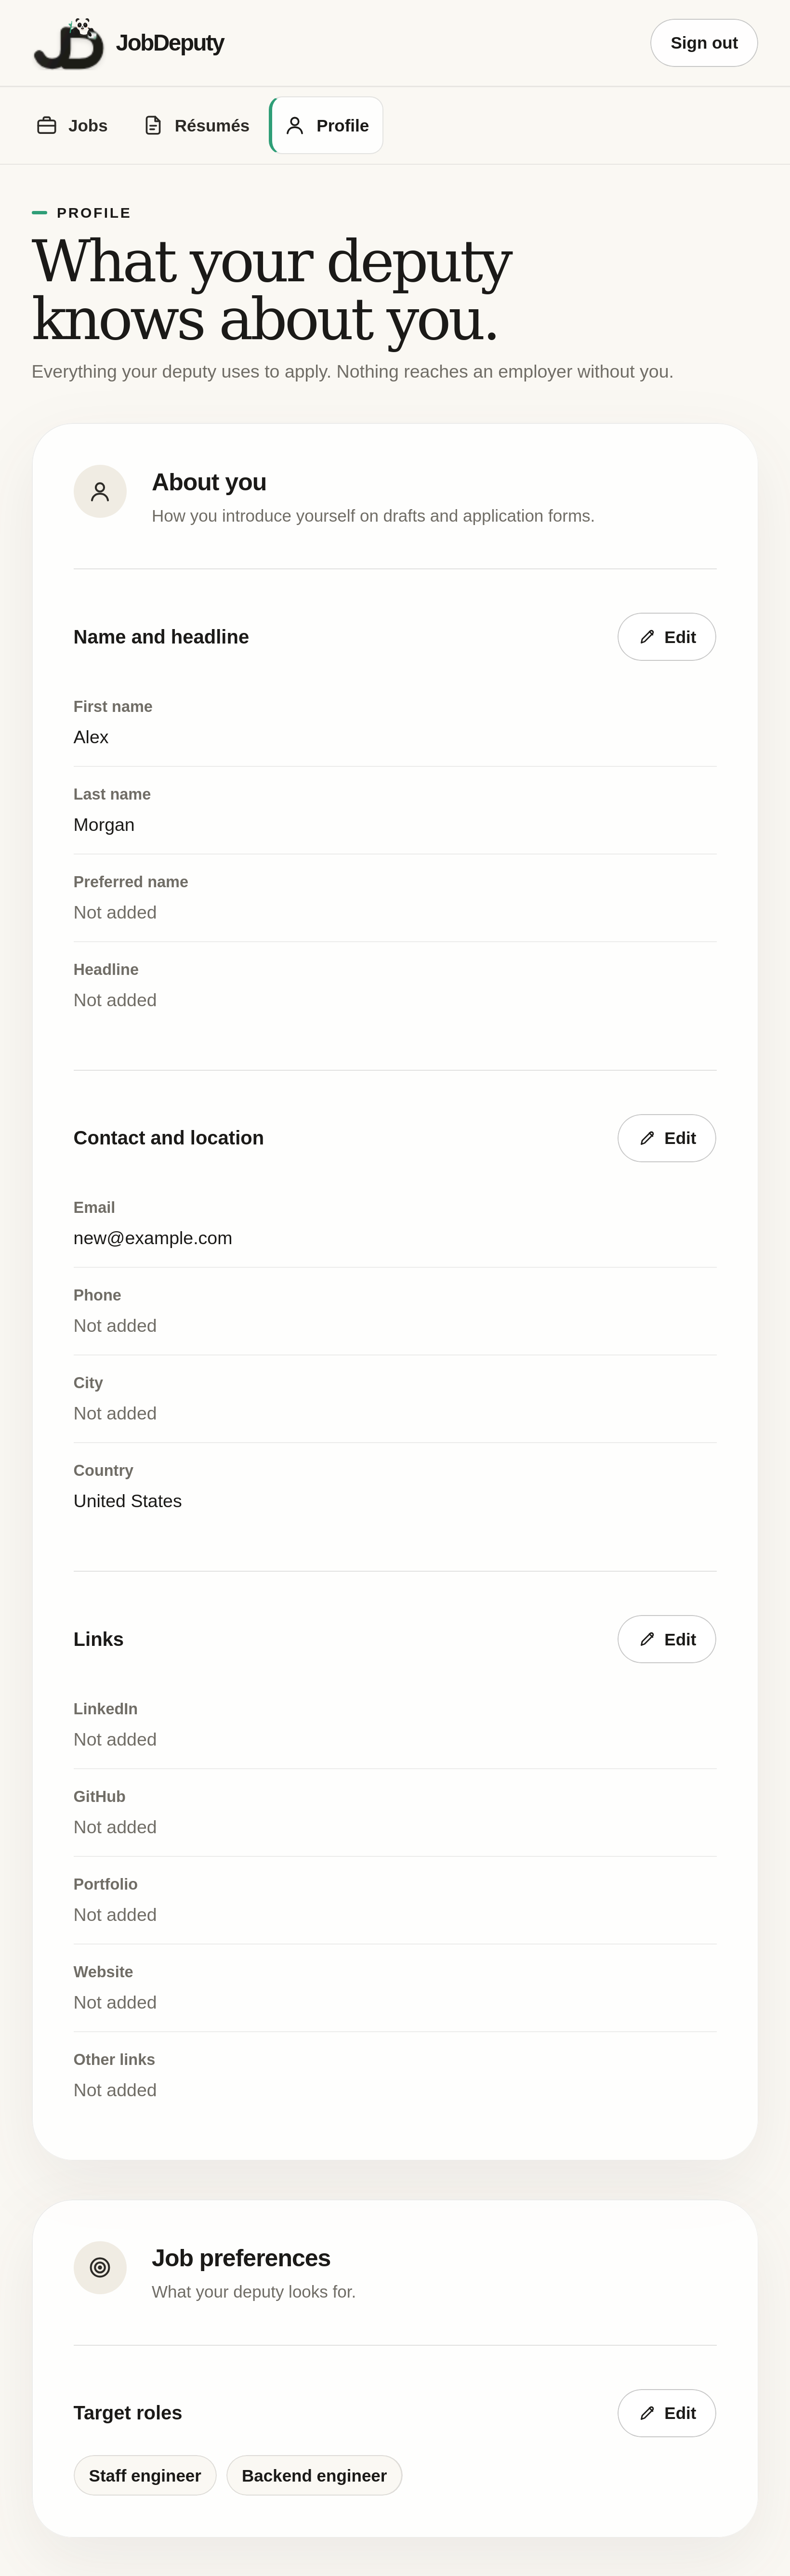 JobDeputy
Sign out
Jobs
Résumés
Profile
PROFILE
What your deputy
knows about you.
Everything your deputy uses to apply. Nothing reaches an employer without you.
About you
How you introduce yourself on drafts and application forms.
Name and headline
Edit
First name
Alex
Last name
Morgan
Preferred name
Not added
Headline
Not added
Contact and location
Edit
Email
new@example.com
Phone
Not added
City
Not added
Country
United States
Links
Edit
LinkedIn
Not added
GitHub
Not added
Portfolio
Not added
Website
Not added
Other links
Not added
Job preferences
What your deputy looks for.
Target roles
Edit
Staff engineer
Backend engineer